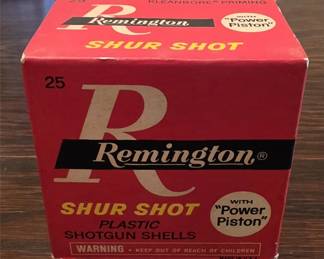 KLEANBORE PRIMING
Remington
WITH
"Power
Piston"
SHUR SHOT
25
R
Remington®
SHUR SHOT
WITH
"Power
Piston"
PLASTIC
SHOTGUN SHELLS
WARNING • KEEP OUT OF REACH OF CHILDREN